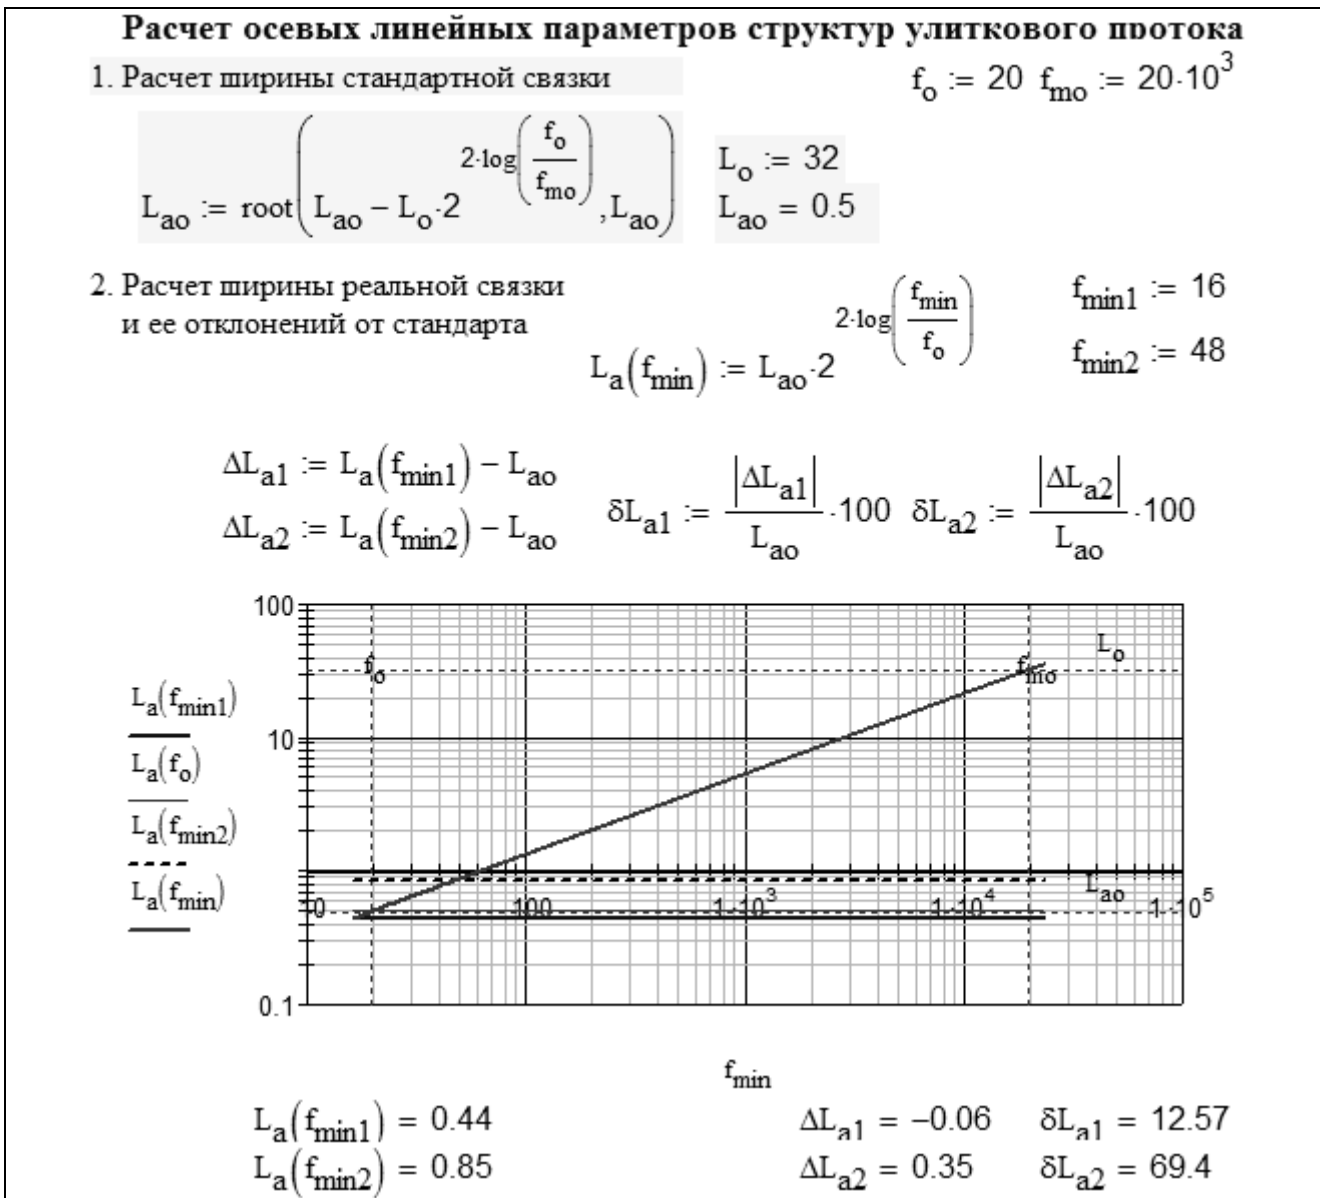 Расчет осевых линейных параметров структур улиткового протока
1. Расчет ширины стандартной связки f_o := 20 f_mo := 20·10^3
L_ao := root(L_ao − L_o·2^(2·log(f_o/f_mo)), L_ao) L_o := 32
L_ao = 0.5
2. Расчет ширины реальной связки
и ее отклонений от стандарта
L_a(f_min) := L_ao·2^(2·log(f_min/f_o))
f_min1 := 16
f_min2 := 48
ΔL_a1 := L_a(f_min1) − L_ao
ΔL_a2 := L_a(f_min2) − L_ao
δL_a1 := |ΔL_a1|/L_ao·100 δL_a2 := |ΔL_a2|/L_ao·100
100
10
0.1
L_a(f_min1)
L_a(f_o)
L_a(f_min2)
L_a(f_min)
f_o
f_mo
L_o
L_ao
0 100 1·10^3 1·10^4 1·10^5
f_min
L_a(f_min1) = 0.44 ΔL_a1 = −0.06 δL_a1 = 12.57
L_a(f_min2) = 0.85 ΔL_a2 = 0.35 δL_a2 = 69.4